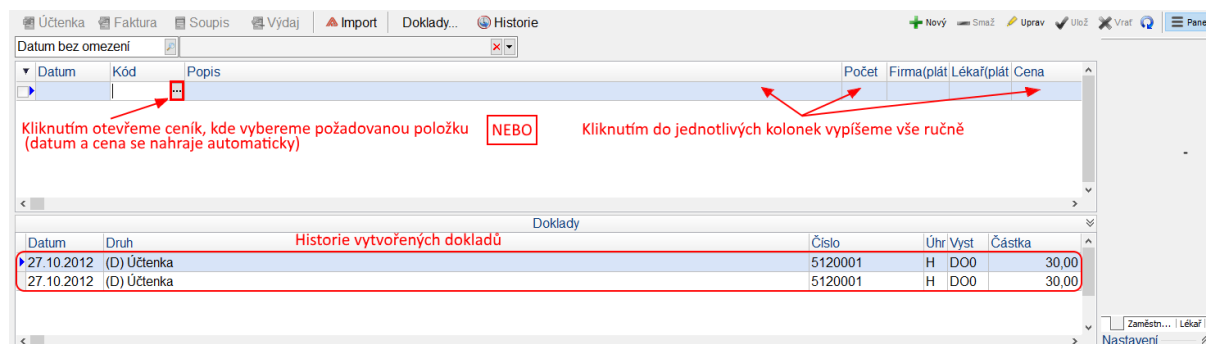 Účtenka Faktura Soupis Výdaj Import Doklady... Historie Nový Smaž Uprav Ulož Vrať Pane
Datum bez omezení
Datum Kód Popis Počet Firma(plát Lékař(plát Cena
Kliknutím otevřeme ceník, kde vybereme požadovanou položku NEBO Kliknutím do jednotlivých kolonek vypíšeme vše ručně
(datum a cena se nahraje automaticky)
Doklady
Historie vytvořených dokladů
Datum Druh Číslo Úhr Vyst Částka
27.10.2012 (D) Účtenka 5120001 H DO0 30,00
27.10.2012 (D) Účtenka 5120001 H DO0 30,00
Zaměstn... Lékař
Nastavení